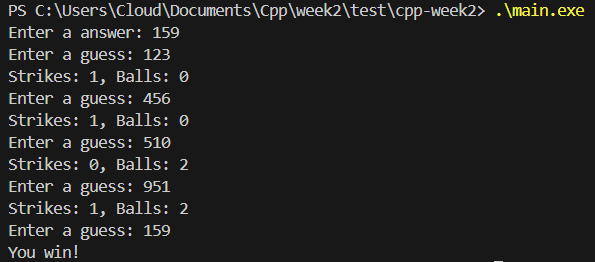 PS C:\Users\Cloud\Documents\Cpp\week2\test\cpp-week2> .\main.exe
Enter a answer: 159
Enter a guess: 123
Strikes: 1, Balls: 0
Enter a guess: 456
Strikes: 1, Balls: 0
Enter a guess: 510
Strikes: 0, Balls: 2
Enter a guess: 951
Strikes: 1, Balls: 2
Enter a guess: 159
You win!